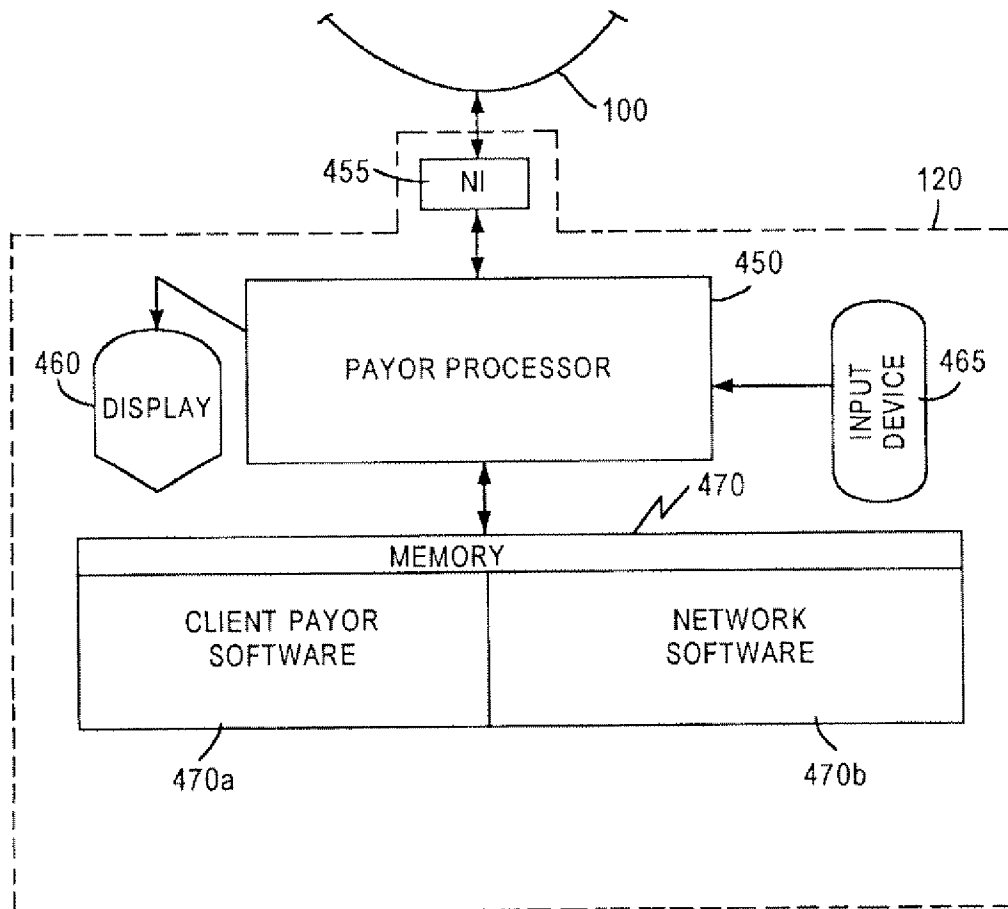 100
455
NI
120
450
460
DISPLAY
PAYOR PROCESSOR
INPUT
DEVICE
465
470
MEMORY
CLIENT PAYOR
SOFTWARE
NETWORK
SOFTWARE
470a
470b